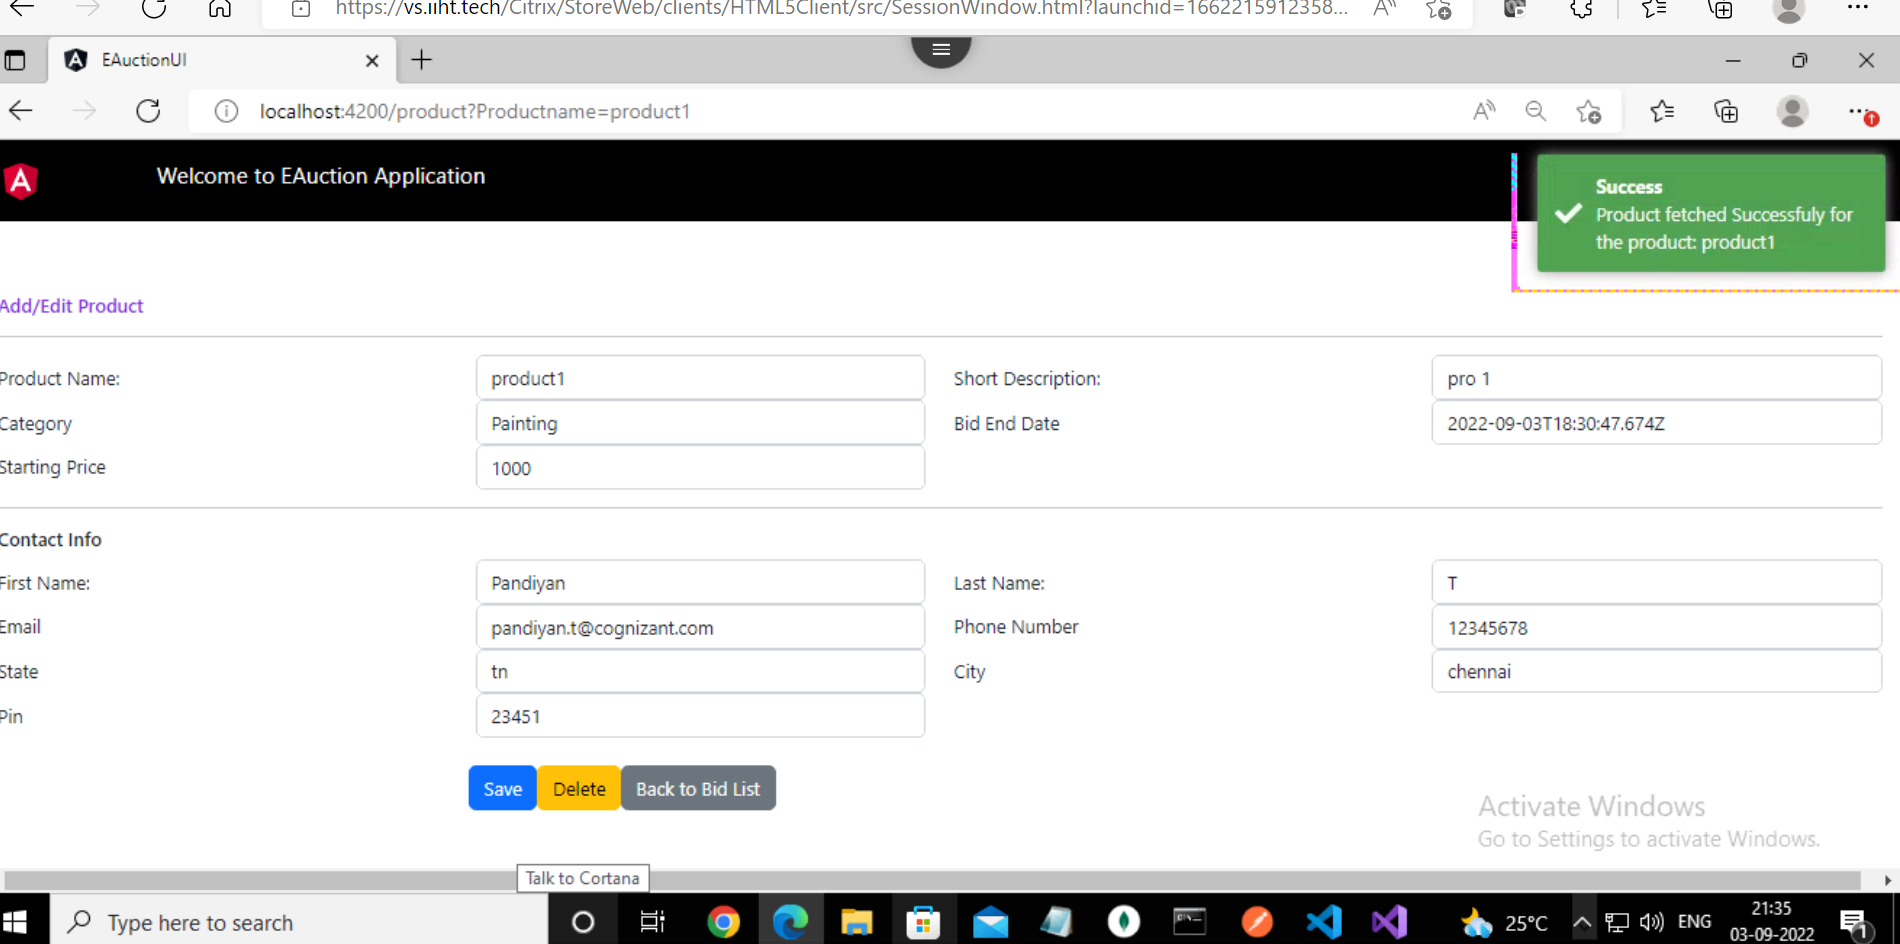 https://vs.iiht.tech/Citrix/StoreWeb/clients/HTML5Client/src/SessionWindow.html?launchid=1662215912358...
EAuctionUI
localhost:4200/product?Productname=product1
Welcome to EAuction Application
Success
Product fetched Successfuly for
the product: product1
Add/Edit Product
Product Name: product1 Short Description: pro 1
Category Painting Bid End Date 2022-09-03T18:30:47.674Z
Starting Price 1000
Contact Info
First Name: Pandiyan Last Name: T
Email pandiyan.t@cognizant.com Phone Number 12345678
State tn City chennai
Pin 23451
Save Delete Back to Bid List
Activate Windows
Go to Settings to activate Windows.
Talk to Cortana
Type here to search 25°C ENG 21:35
03-09-2022 1